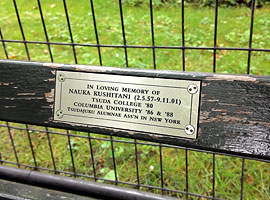 IN LOVING MEMORY OF
NAUKA KUSHITANI (2.5.57-9.11.01)
TSUDA COLLEGE '80
COLUMBIA UNIVERSITY '86 & '88
TSUDAJUKU ALUMNAE ASS'N IN NEW YORK